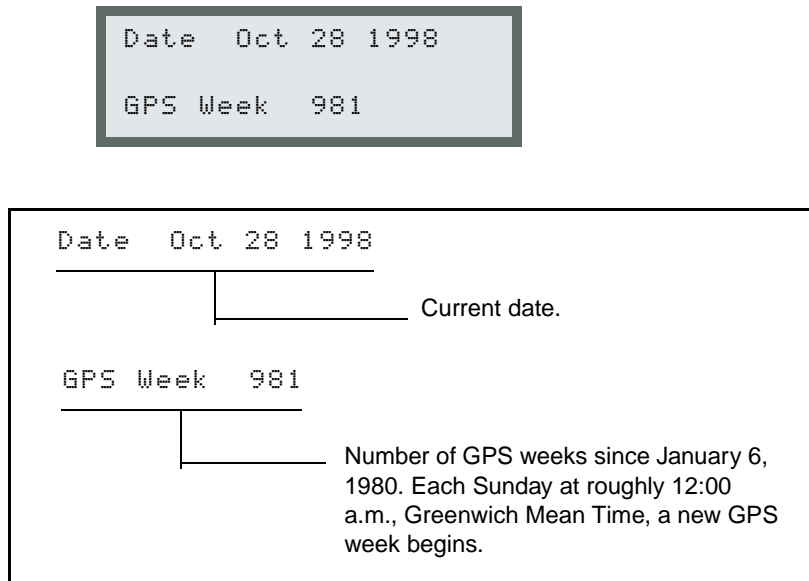 Date Oct 28 1998
GPS Week 981
Date Oct 28 1998
Current date.
GPS Week 981
Number of GPS weeks since January 6,
1980. Each Sunday at roughly 12:00
a.m., Greenwich Mean Time, a new GPS
week begins.